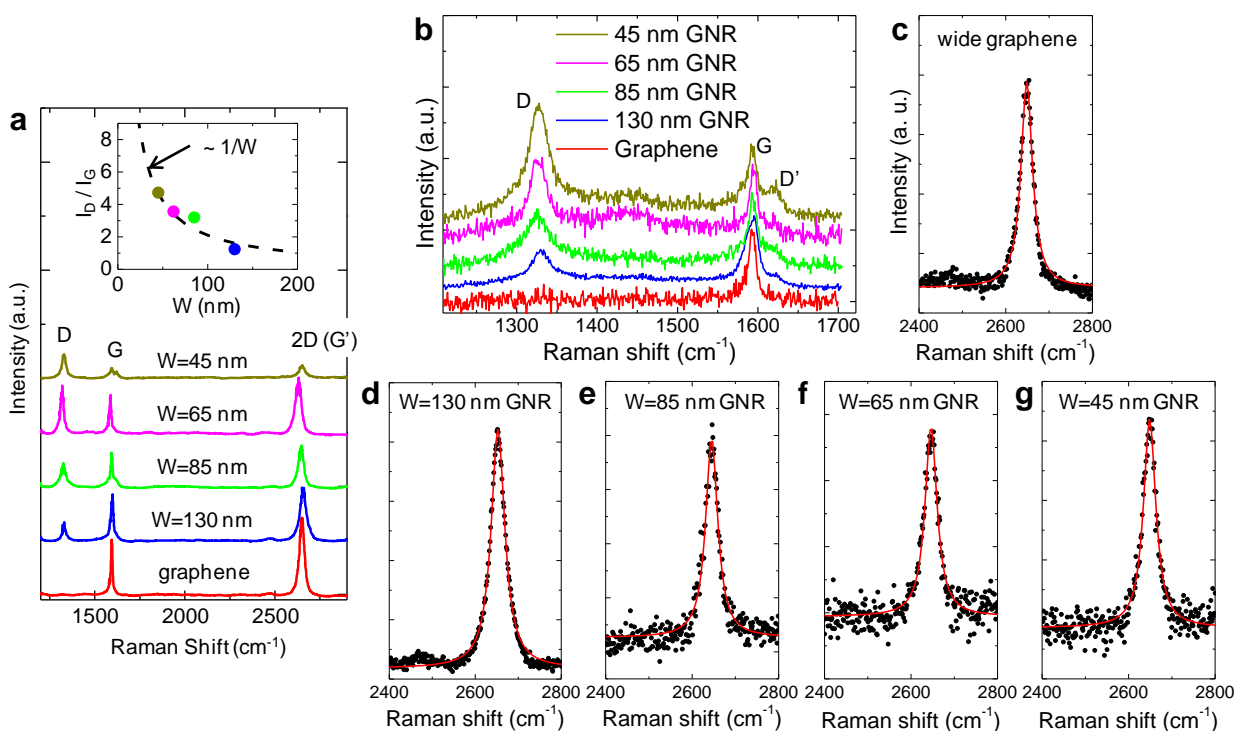 a
8
6
4
2
0
I_D / I_G
~ 1/W
0
100
200
W (nm)
Intensity (a.u.)
D
G
2D (G’)
W=45 nm
W=65 nm
W=85 nm
W=130 nm
graphene
1500
2000
2500
Raman Shift (cm⁻¹)
b
45 nm GNR
65 nm GNR
85 nm GNR
130 nm GNR
Graphene
D
G
D’
Intensity (a.u.)
1300
1400
1500
1600
1700
Raman shift (cm⁻¹)
c
wide graphene
Intensity (a. u.)
2400
2600
2800
Raman shift (cm⁻¹)
d
W=130 nm GNR
Intensity (a. u.)
2400
2600
2800
Raman shift (cm⁻¹)
e
W=85 nm GNR
2400
2600
2800
Raman shift (cm⁻¹)
f
W=65 nm GNR
2400
2600
2800
Raman shift (cm⁻¹)
g
W=45 nm GNR
2400
2600
2800
Raman shift (cm⁻¹)